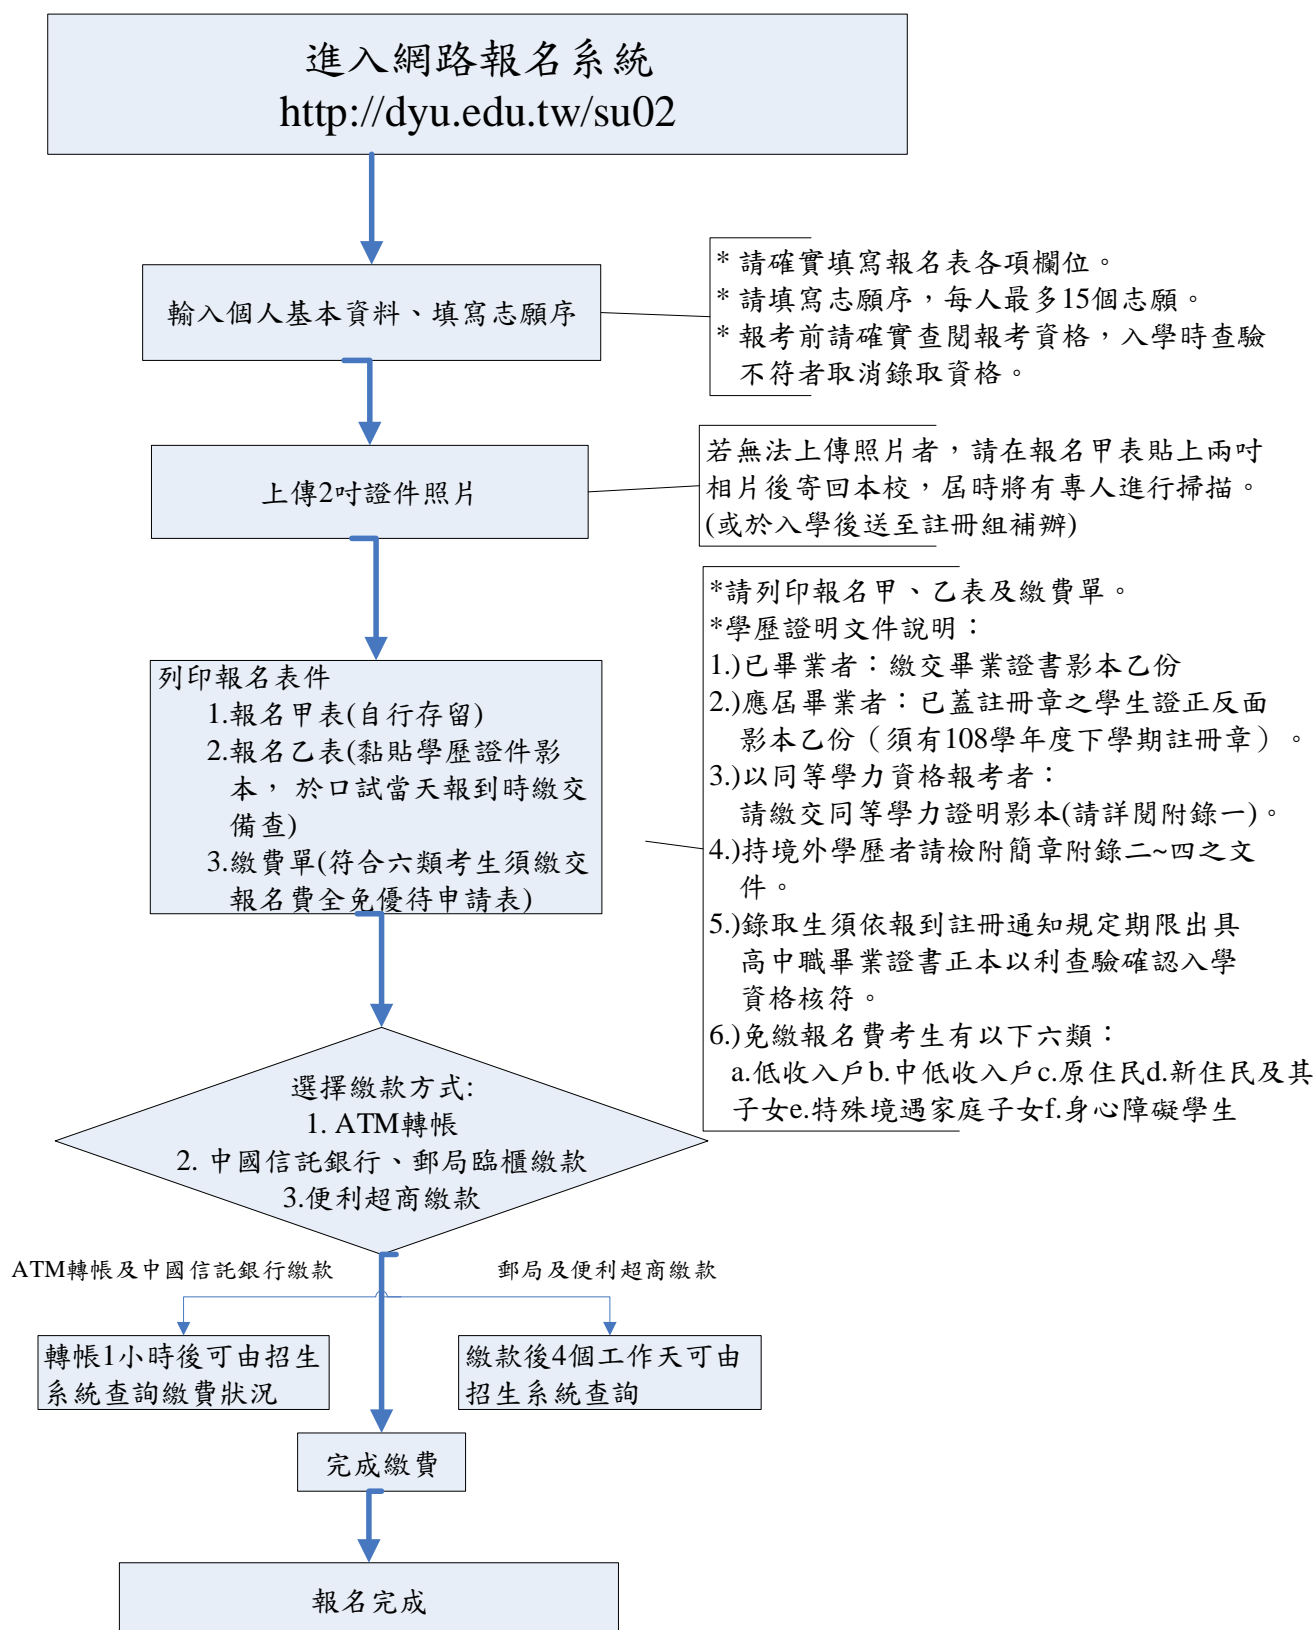 進入網路報名系統
http://dyu.edu.tw/su02
輸入個人基本資料、填寫志願序
* 請確實填寫報名表各項欄位。
* 請填寫志願序，每人最多15個志願。
* 報考前請確實查閱報考資格，入學時查驗
不符者取消錄取資格。
上傳2吋證件照片
若無法上傳照片者，請在報名甲表貼上兩吋
相片後寄回本校，屆時將有專人進行掃描。
(或於入學後送至註冊組補辦)
列印報名表件
1.報名甲表(自行存留)
2.報名乙表(黏貼學歷證件影
本， 於口試當天報到時繳交
備查)
3.繳費單(符合六類考生須繳交
報名費全免優待申請表)
*請列印報名甲、乙表及繳費單。
*學歷證明文件說明：
1.)已畢業者：繳交畢業證書影本乙份
2.)應屆畢業者：已蓋註冊章之學生證正反面
影本乙份（須有108學年度下學期註冊章）。
3.)以同等學力資格報考者：
請繳交同等學力證明影本(請詳閱附錄一)。
4.)持境外學歷者請檢附簡章附錄二~四之文
件。
5.)錄取生須依報到註冊通知規定期限出具
高中職畢業證書正本以利查驗確認入學
資格核符。
6.)免繳報名費考生有以下六類：
a.低收入戶b.中低收入戶c.原住民d.新住民及其
子女e.特殊境遇家庭子女f.身心障礙學生
選擇繳款方式:
1. ATM轉帳
2. 中國信託銀行、郵局臨櫃繳款
3.便利超商繳款
ATM轉帳及中國信託銀行繳款
郵局及便利超商繳款
轉帳1小時後可由招生
系統查詢繳費狀況
繳款後4個工作天可由
招生系統查詢
完成繳費
報名完成